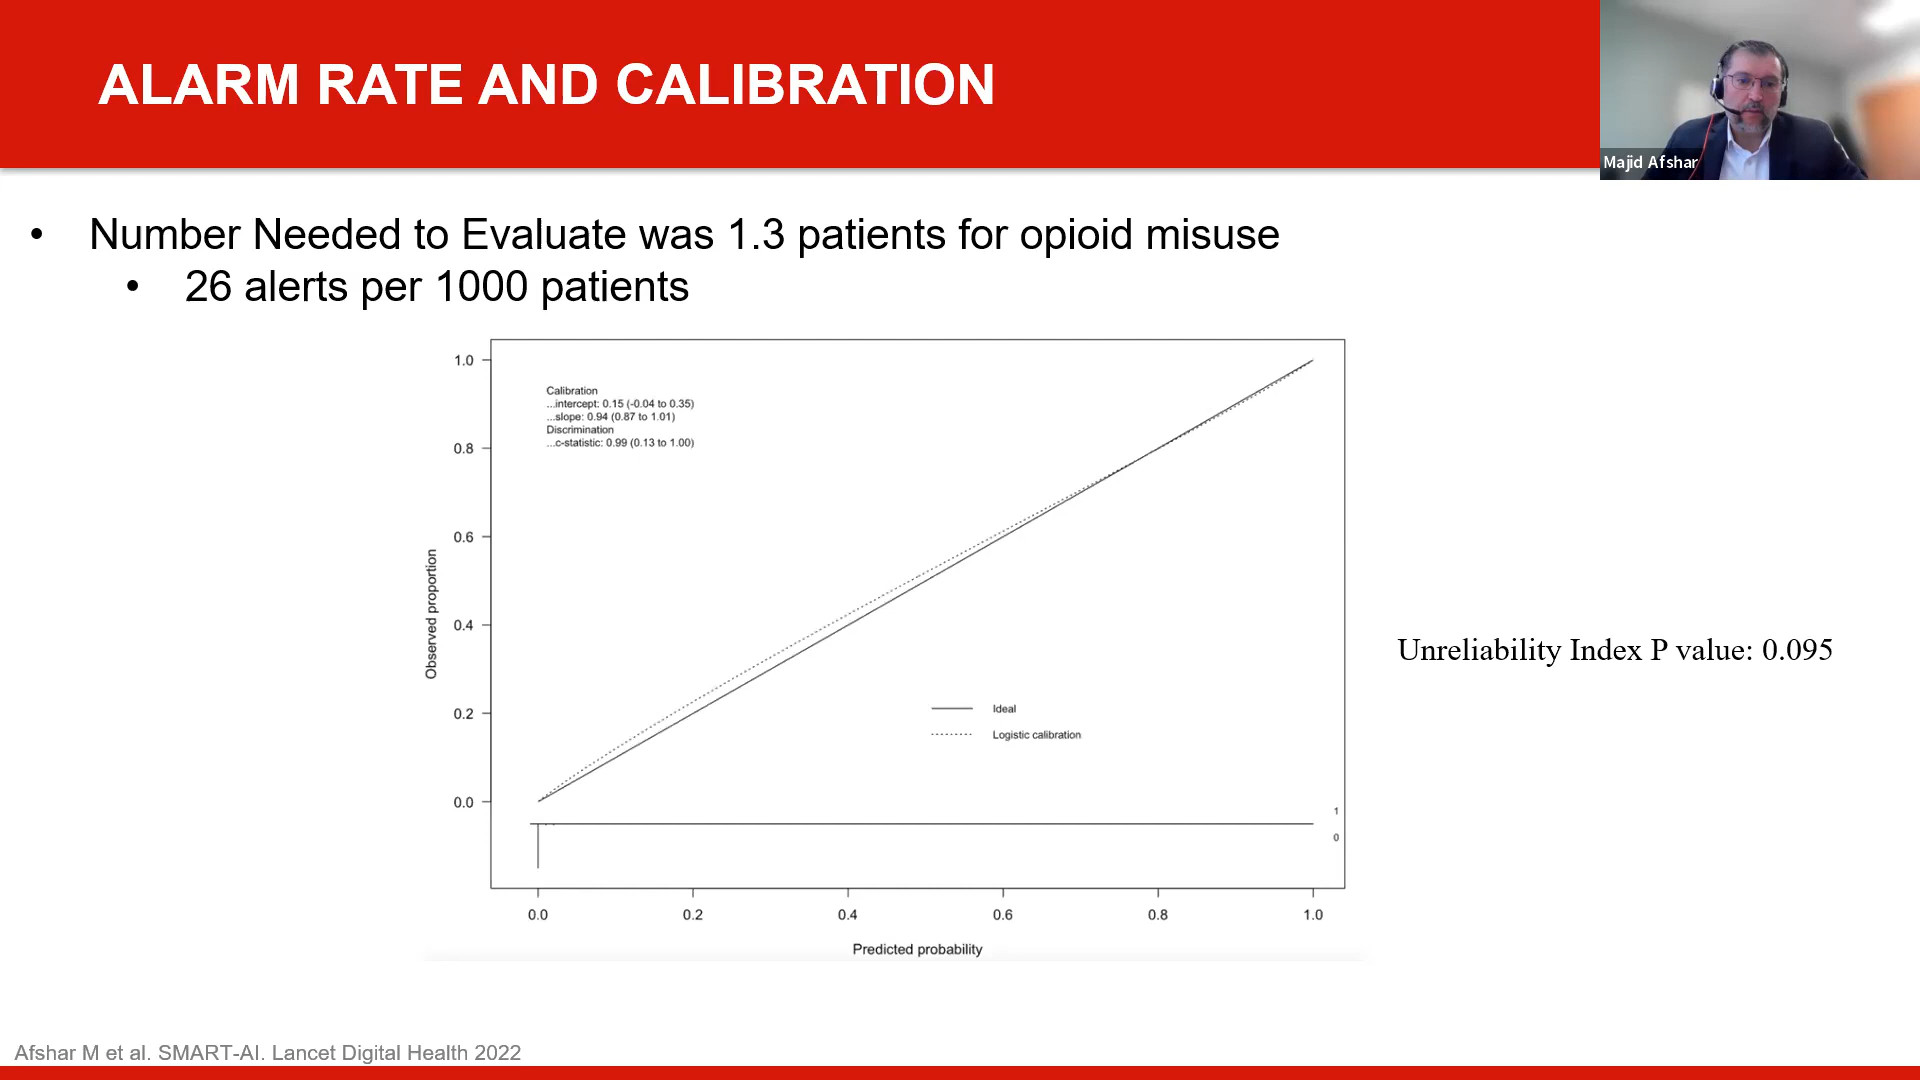 ALARM RATE AND CALIBRATION
Majid Afshar
• Number Needed to Evaluate was 1.3 patients for opioid misuse
• 26 alerts per 1000 patients
1.0
0.8
0.6
0.4
0.2
0.0
Observed proportion
Calibration
...intercept: 0.15 (-0.04 to 0.35)
...slope: 0.94 (0.87 to 1.01)
Discrimination
...c-statistic: 0.99 (0.13 to 1.00)
Ideal
Logistic calibration
1
0
0.0 0.2 0.4 0.6 0.8 1.0
Predicted probability
Unreliability Index P value: 0.095
Afshar M et al. SMART-AI. Lancet Digital Health 2022